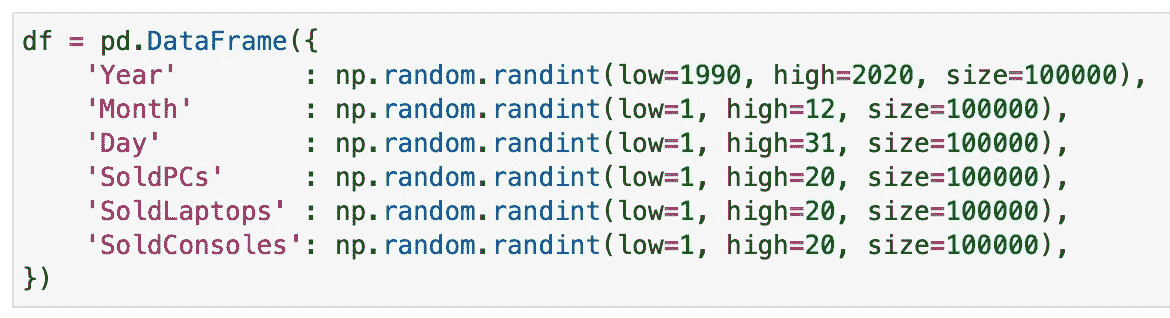 df = pd.DataFrame({
    'Year'        : np.random.randint(low=1990, high=2020, size=100000),
    'Month'       : np.random.randint(low=1, high=12, size=100000),
    'Day'         : np.random.randint(low=1, high=31, size=100000),
    'SoldPCs'     : np.random.randint(low=1, high=20, size=100000),
    'SoldLaptops' : np.random.randint(low=1, high=20, size=100000),
    'SoldConsoles': np.random.randint(low=1, high=20, size=100000),
})